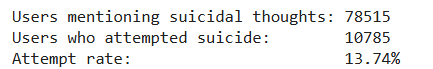 Users mentioning suicidal thoughts: 78515
Users who attempted suicide: 10785
Attempt rate: 13.74%